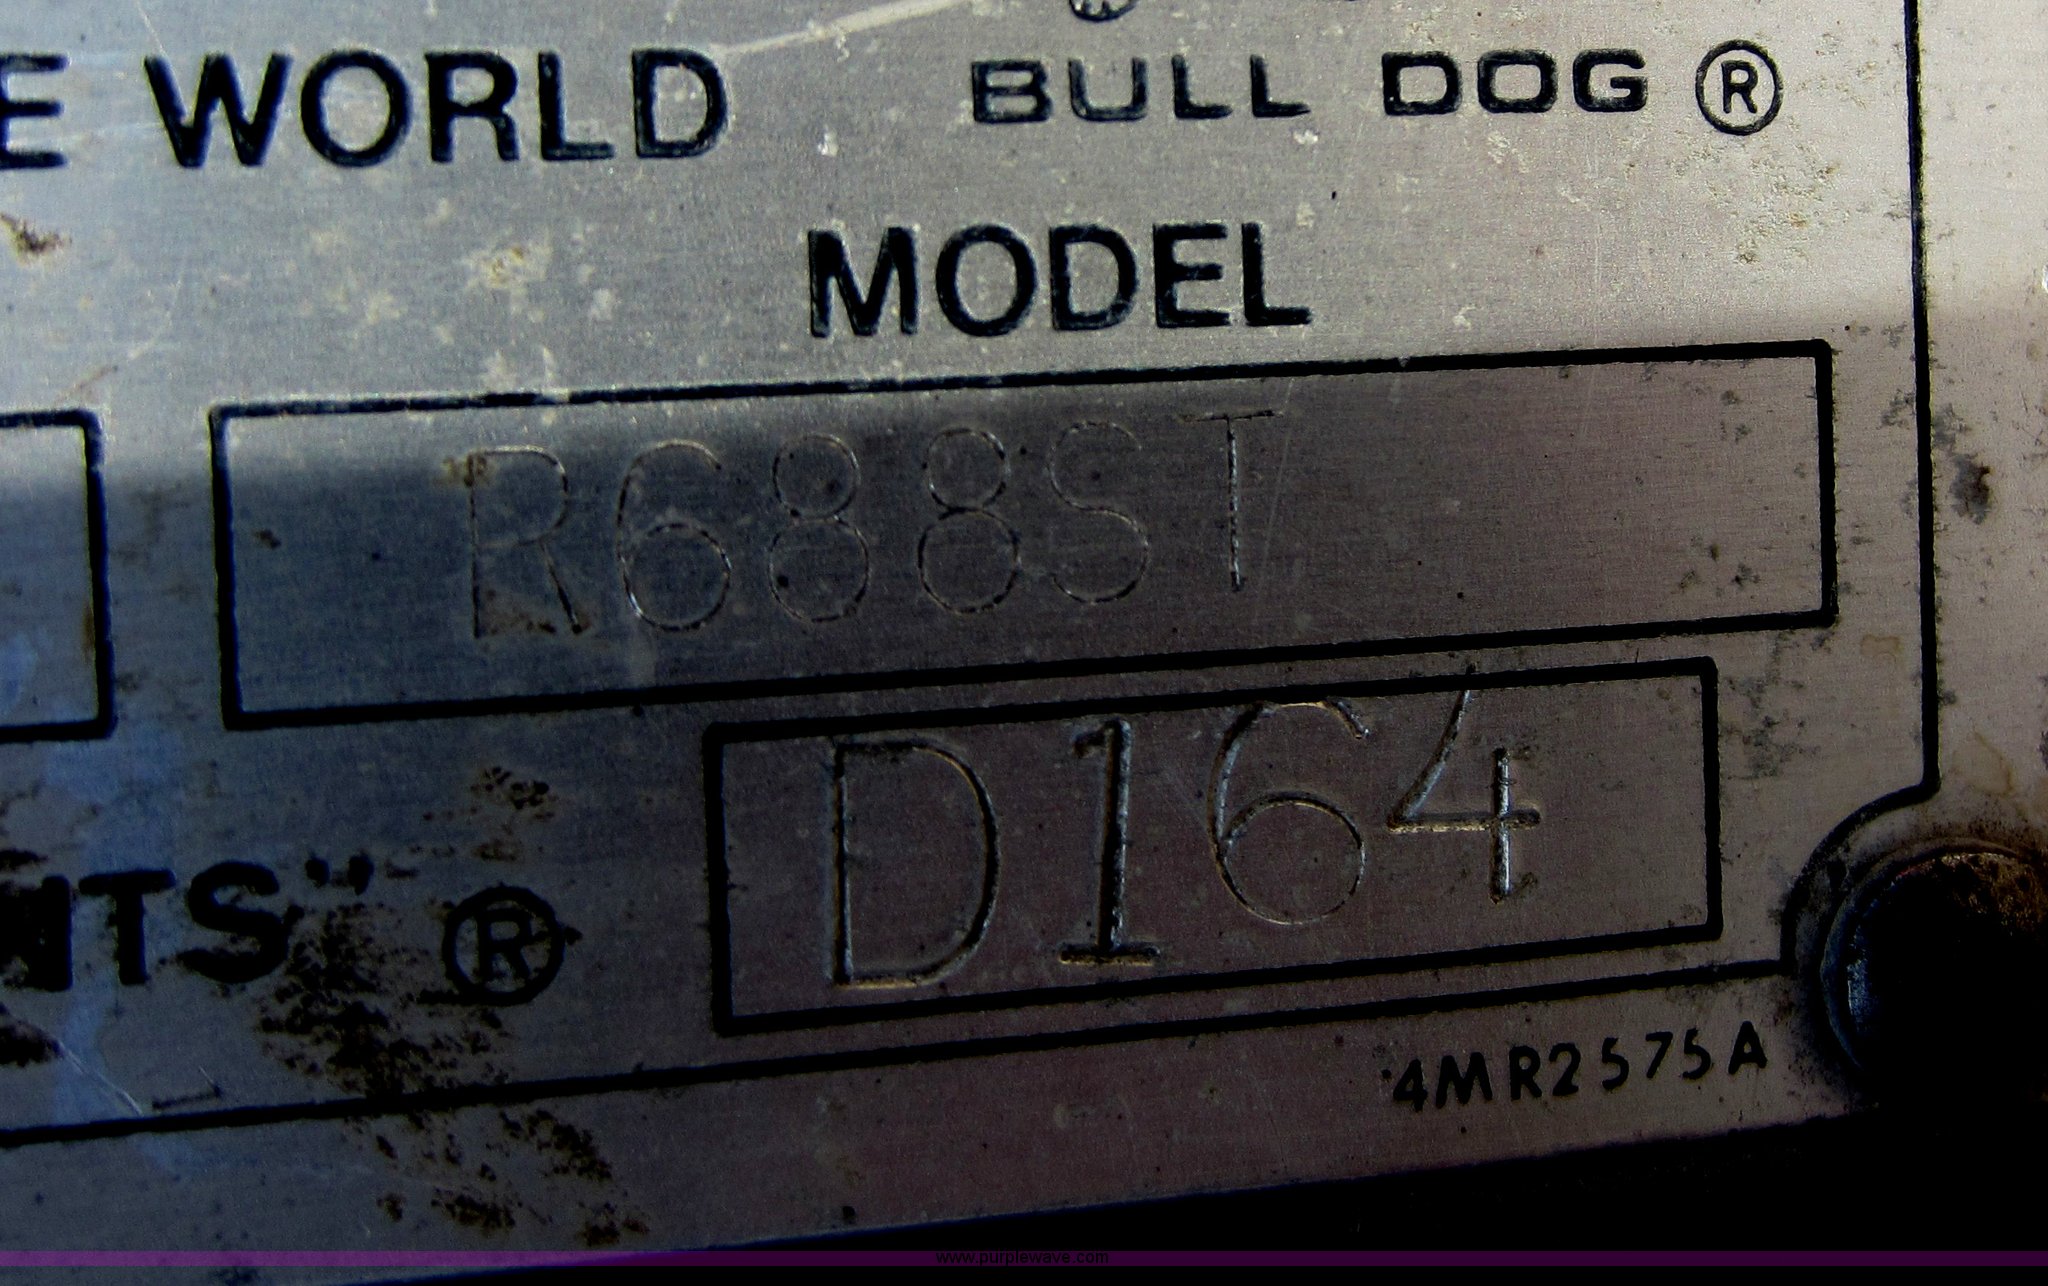 E WORLD
BULL DOG ®
MODEL
R688ST
D164
NTS" ®
4MR2575A
www.purplewave.com